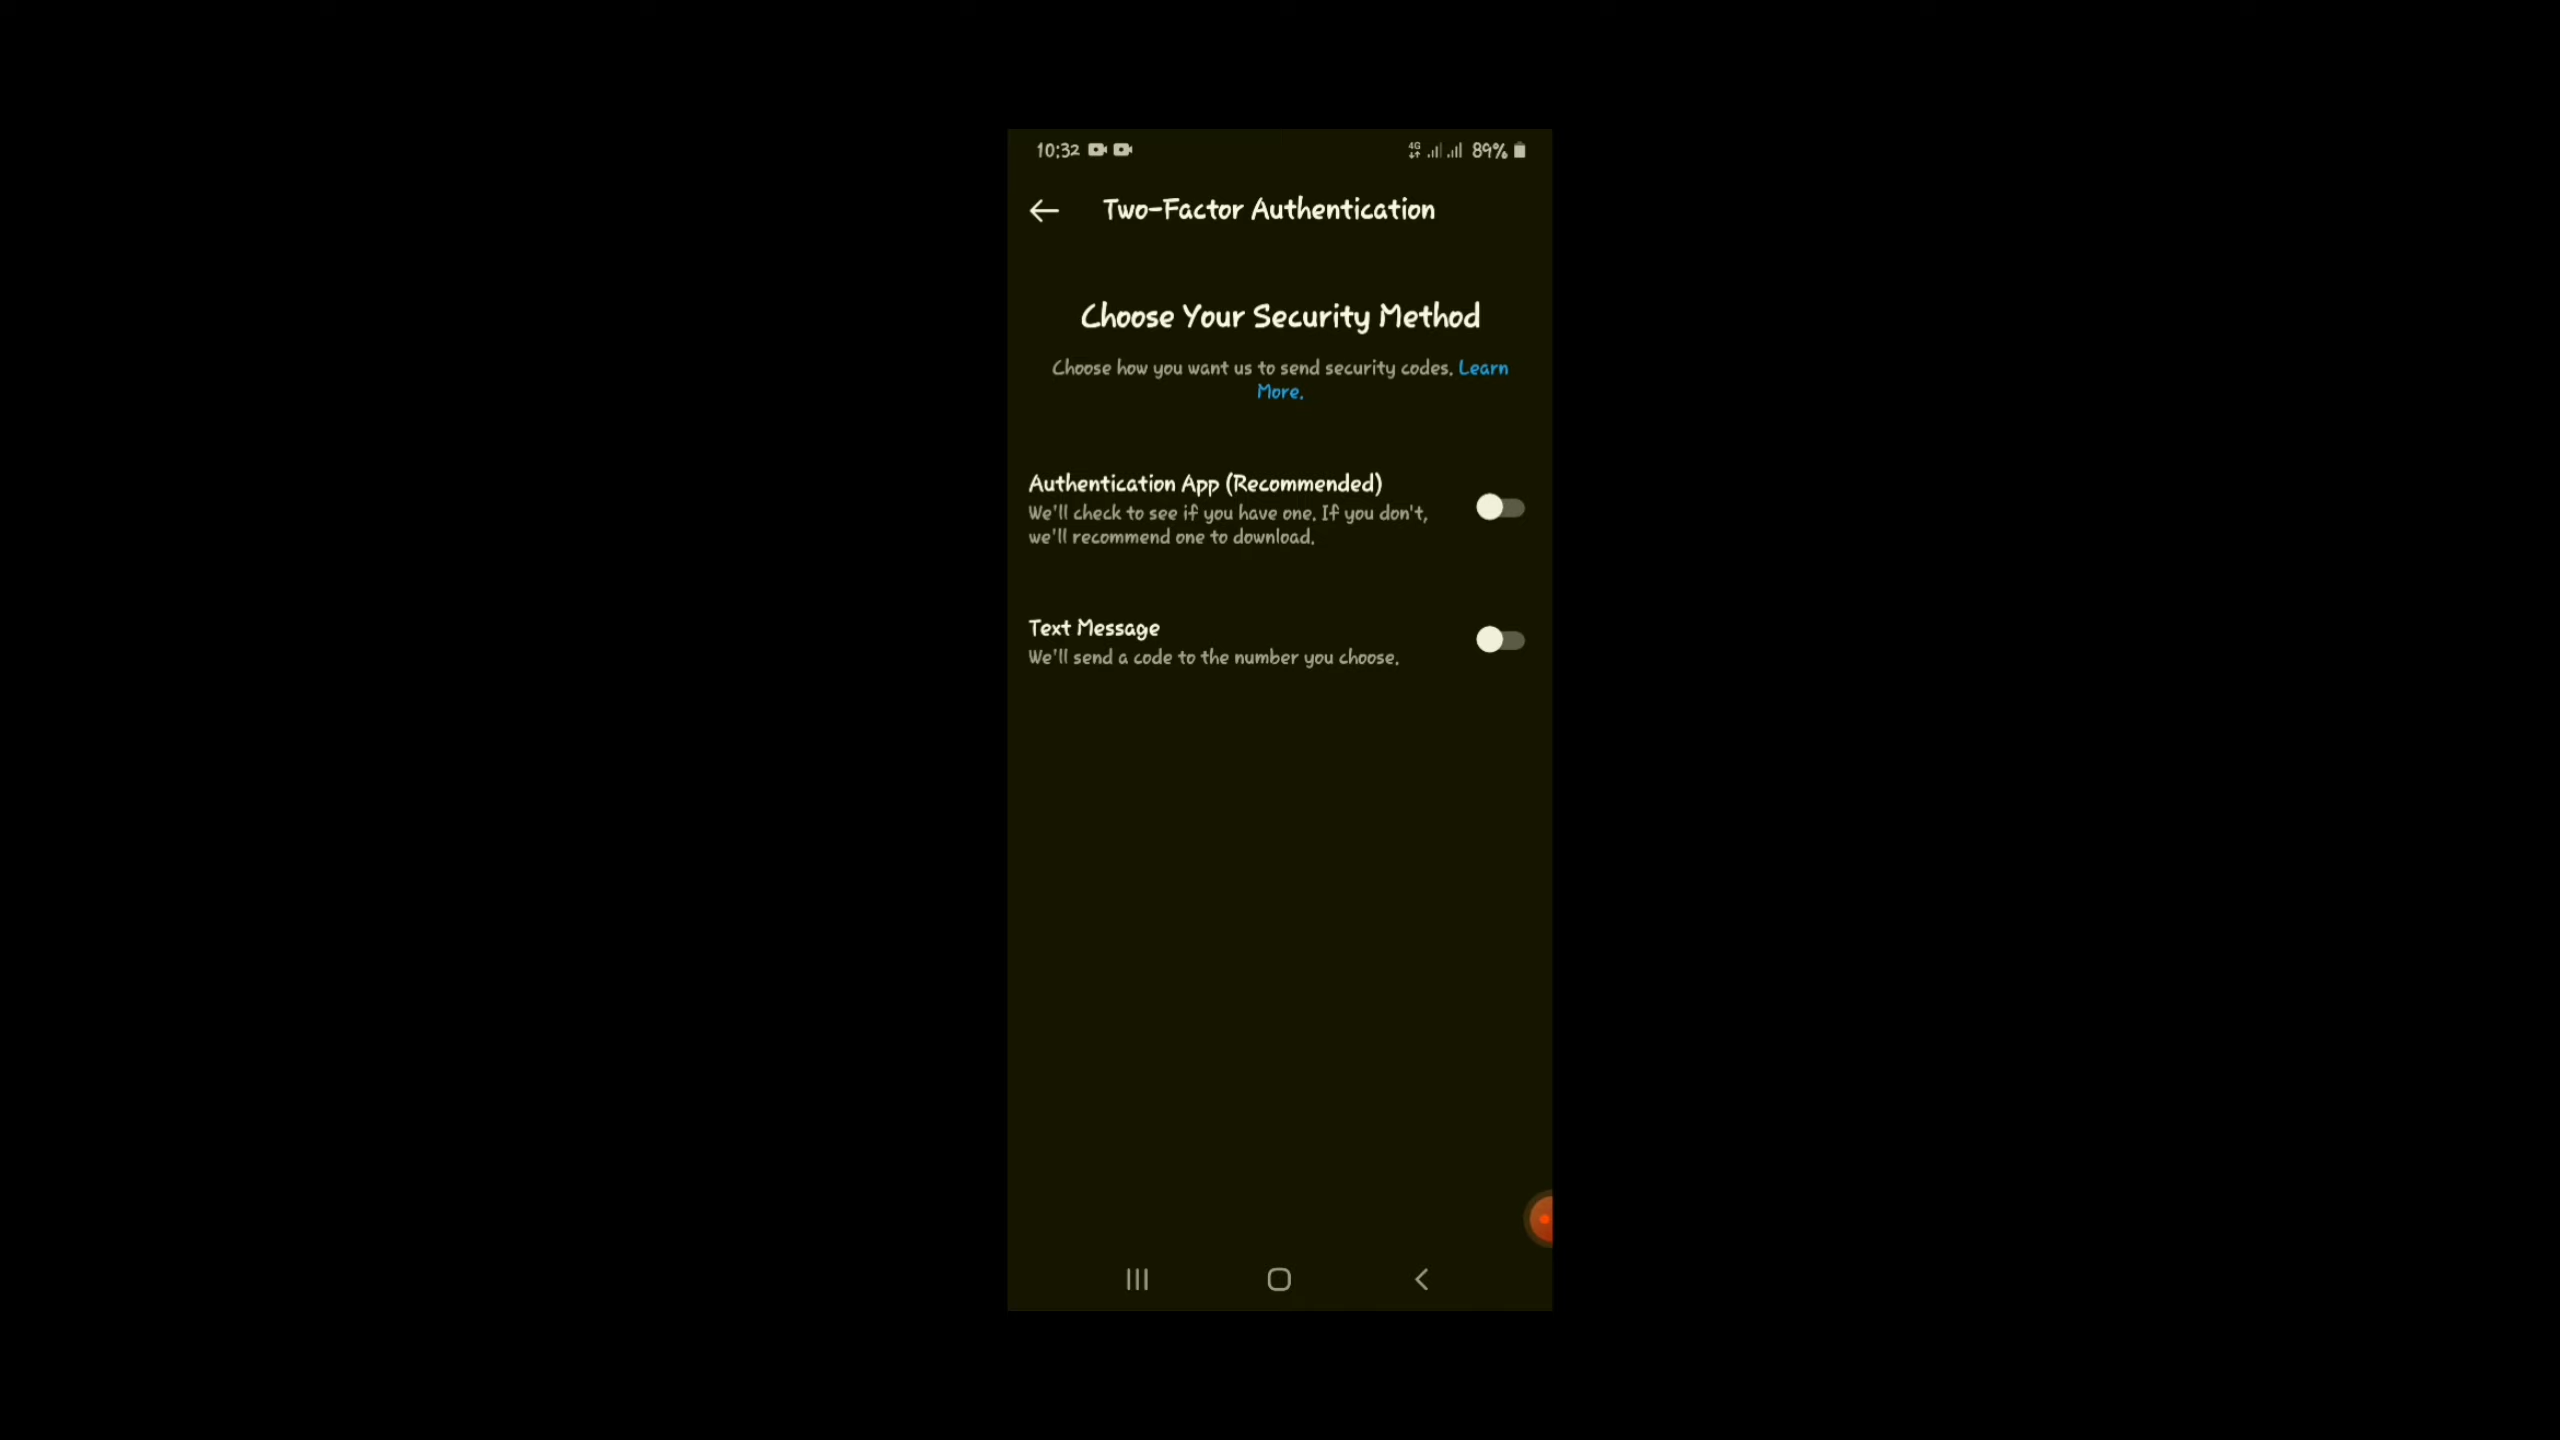 10:32
4G 89%
Two-Factor Authentication
Choose Your Security Method
Choose how you want us to send security codes. Learn
More.
Authentication App (Recommended)
We'll check to see if you have one. If you don't,
we'll recommend one to download.
Text Message
We'll send a code to the number you choose.